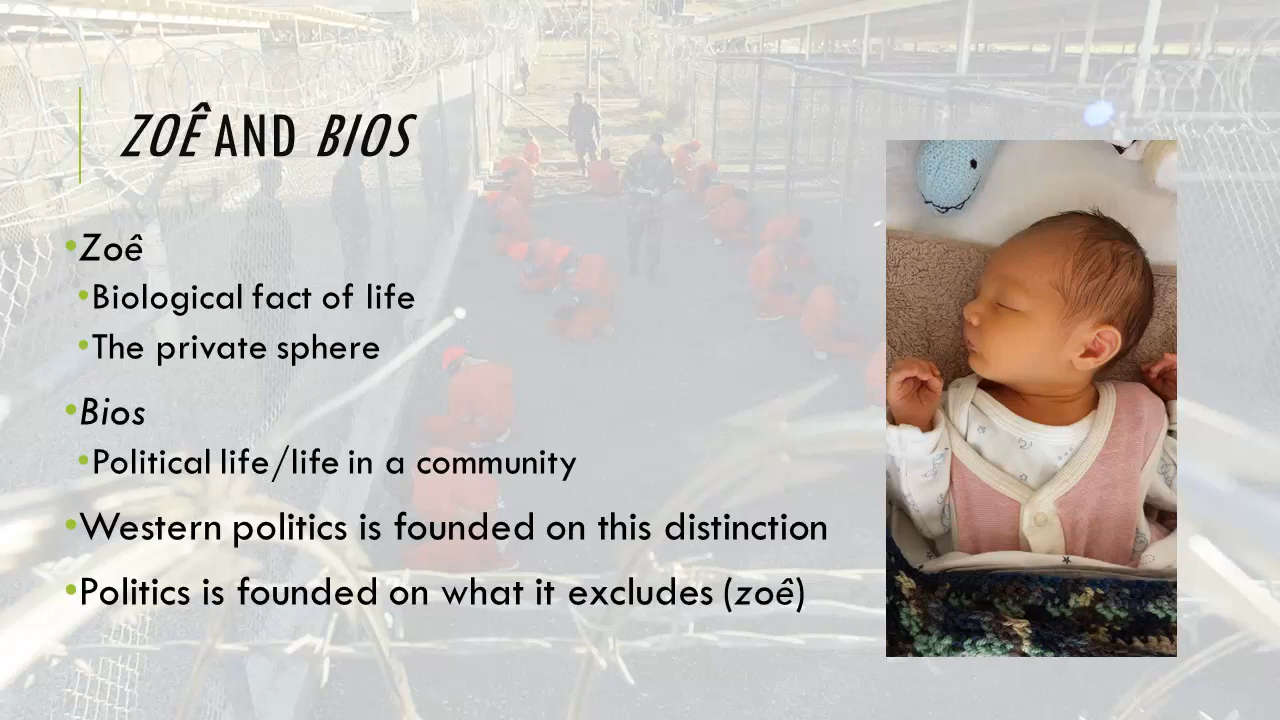 ZOÊ AND BIOS
•Zoê
•Biological fact of life
•The private sphere
•Bios
•Political life/life in a community
•Western politics is founded on this distinction
•Politics is founded on what it excludes (zoê)